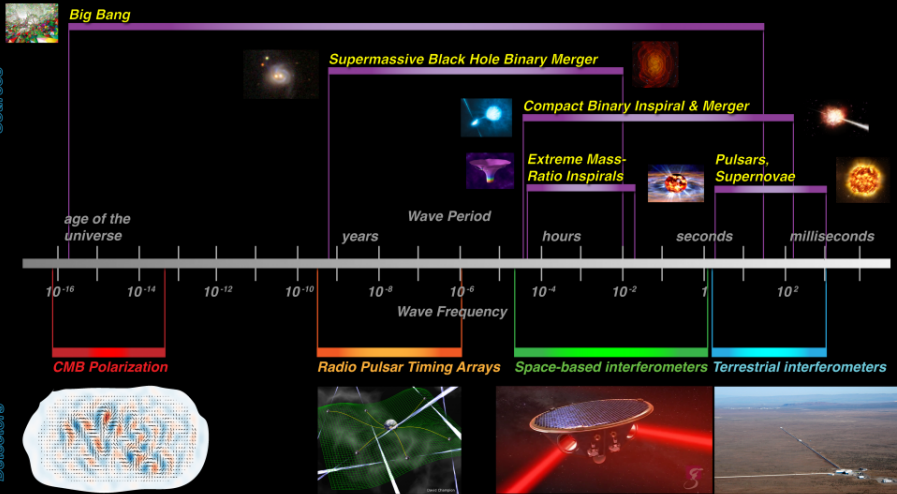 Big Bang
Supermassive Black Hole Binary Merger
Compact Binary Inspiral & Merger
Extreme Mass-
Ratio Inspirals
Pulsars,
Supernovae
age of the
universe
Wave Period
years
hours
seconds
milliseconds
10⁻¹⁶
10⁻¹⁴
10⁻¹²
10⁻¹⁰
10⁻⁸
10⁻⁶
10⁻⁴
10⁻²
1
10²
Wave Frequency
CMB Polarization
Radio Pulsar Timing Arrays
Space-based interferometers
Terrestrial interferometers